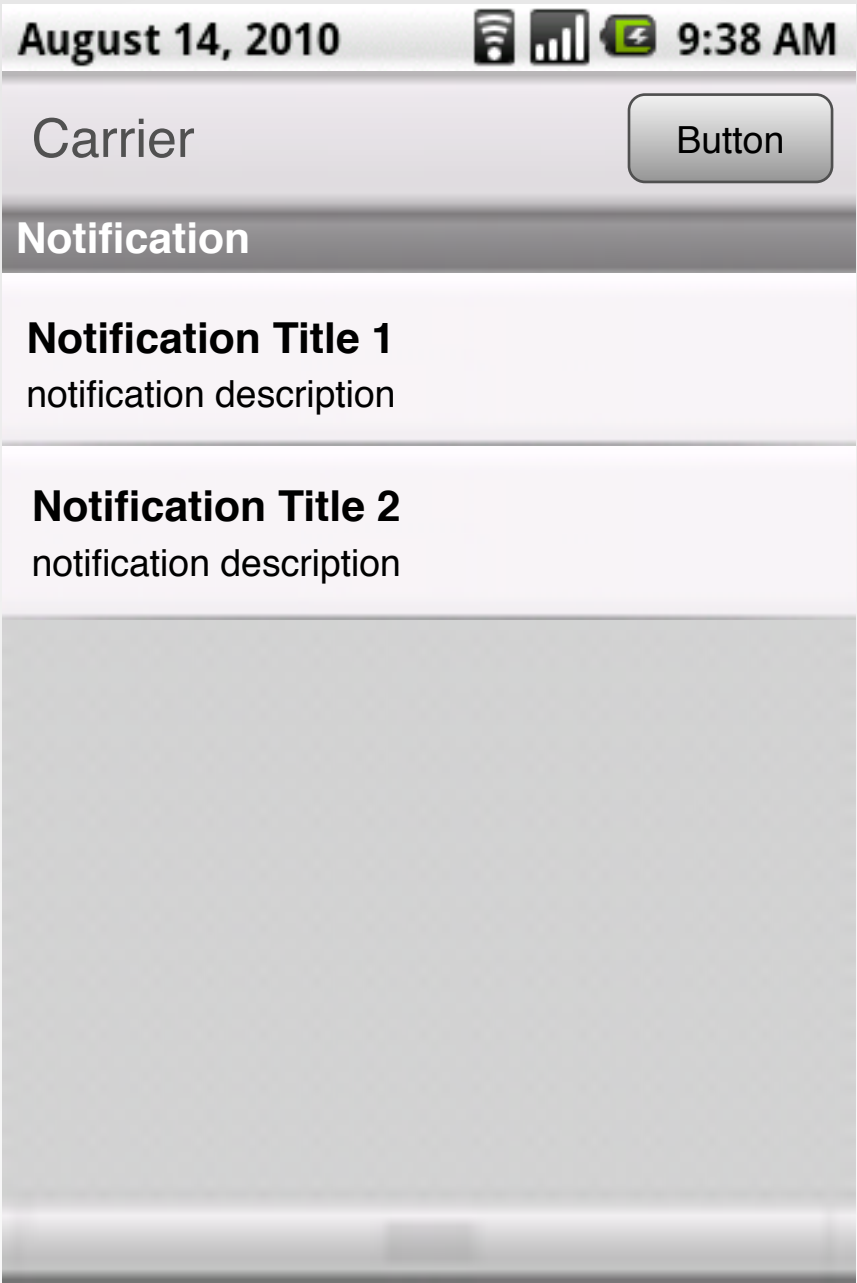 August 14, 2010 9:38 AM
Carrier Button
Notification
Notification Title 1
notification description
Notification Title 2
notification description